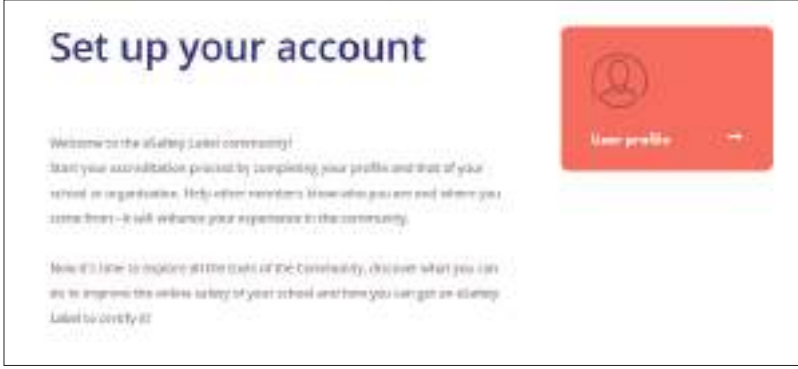 Set up your account
User profile
Welcome to the eSafety Label community!
Start your accreditation process by completing your profile and that of your
school or organisation. Help other members know who you are and where you
come from - it will enhance your experience in the community.
Now it's time to explore all the tools of the Community, discover what you can
do to improve the online safety of your school and how you can get an eSafety
Label to certify it!